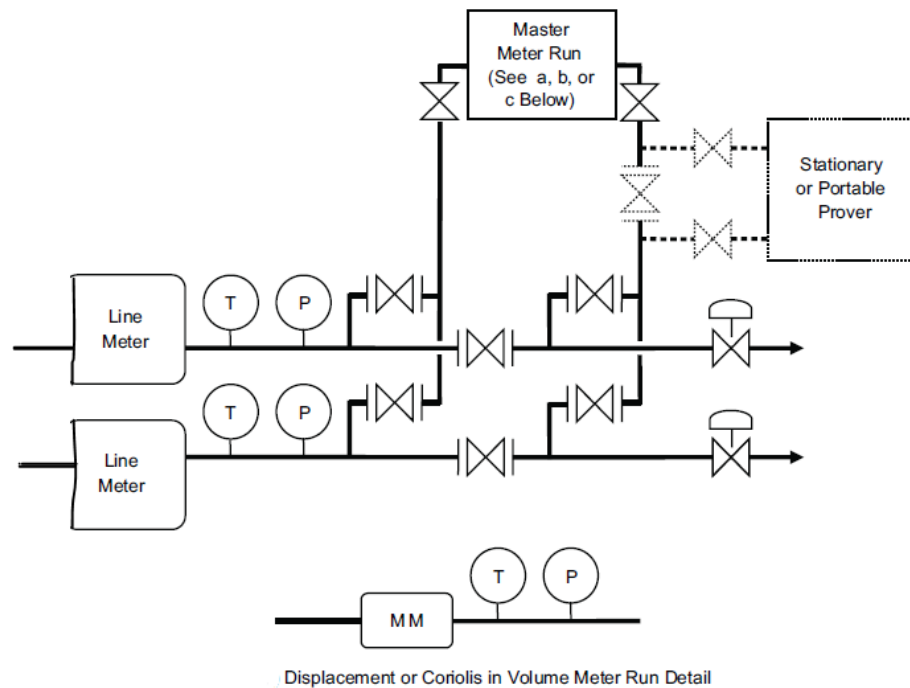 Master
Meter Run
(See a, b, or
c Below)
Stationary
or Portable
Prover
Line
Meter
T
P
Line
Meter
T
P
MM
T
P
Displacement or Coriolis in Volume Meter Run Detail